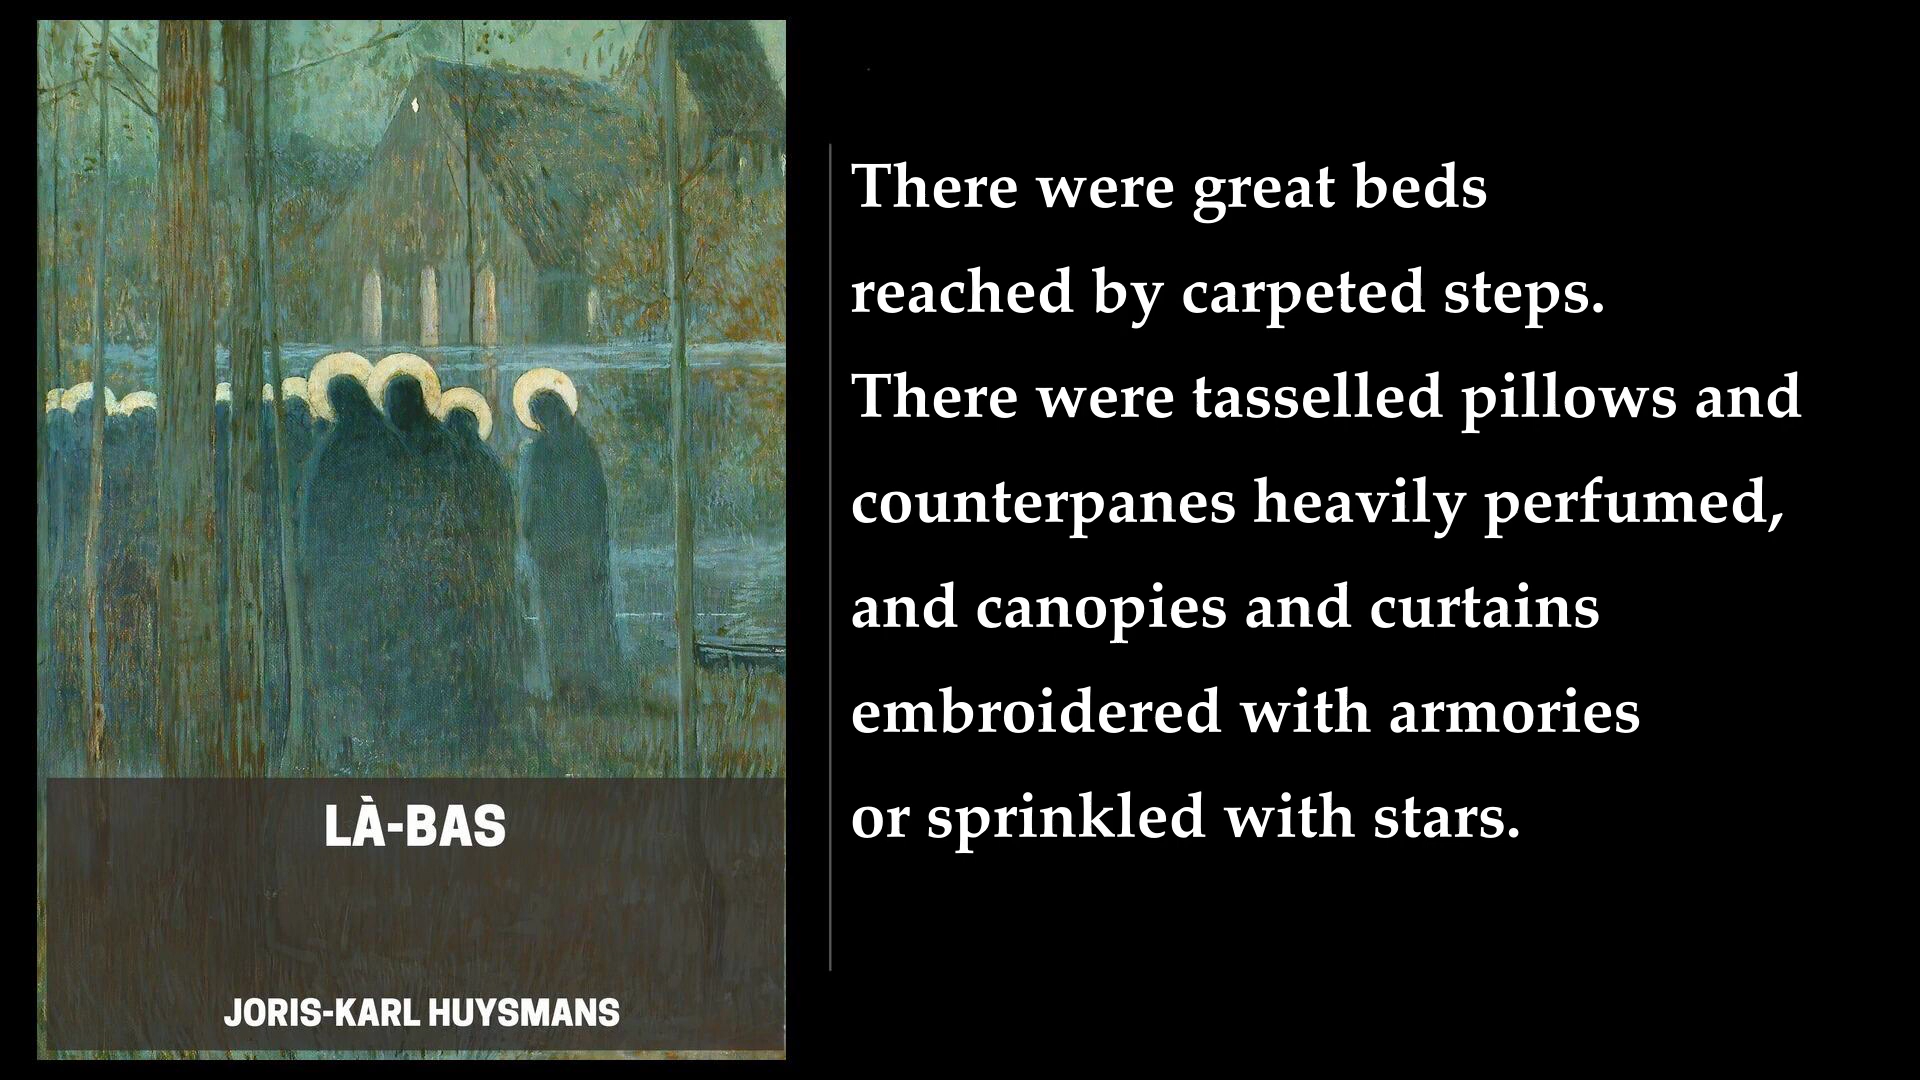 LÀ-BAS
JORIS-KARL HUYSMANS
There were great beds
reached by carpeted steps.
There were tasselled pillows and
counterpanes heavily perfumed,
and canopies and curtains
embroidered with armories
or sprinkled with stars.